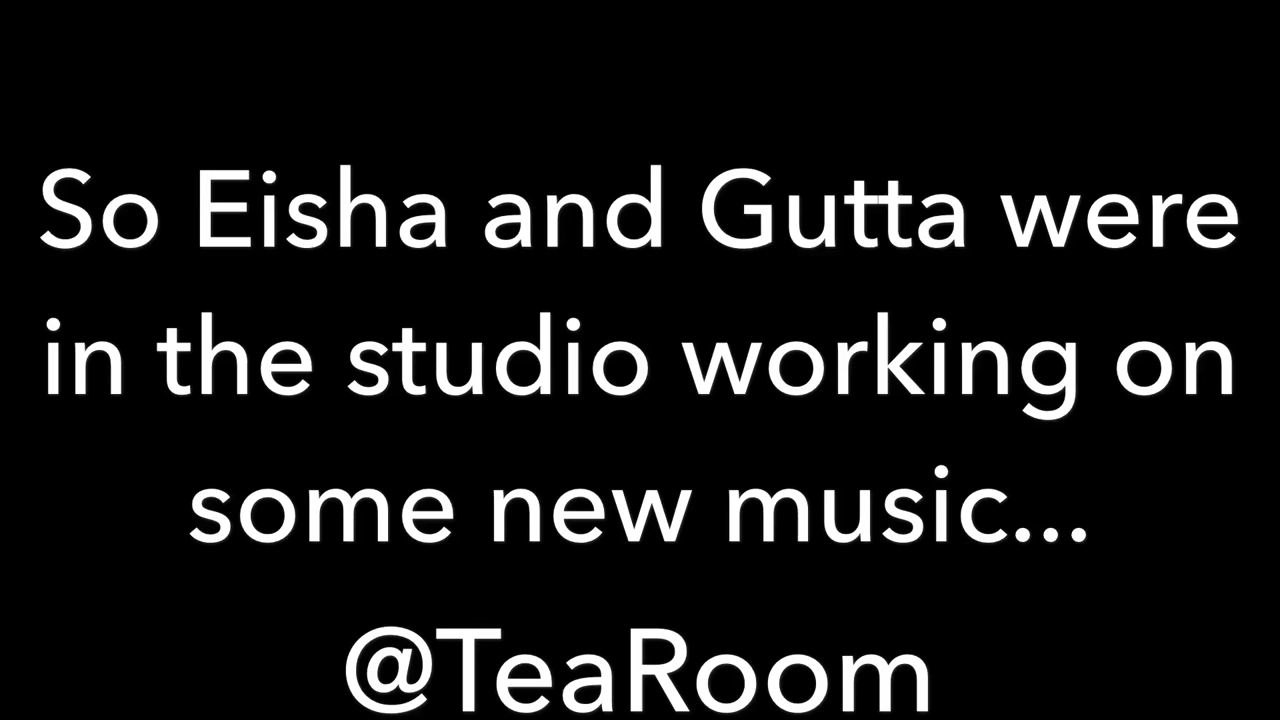 So Eisha and Gutta were
in the studio working on
some new music...
@TeaRoom